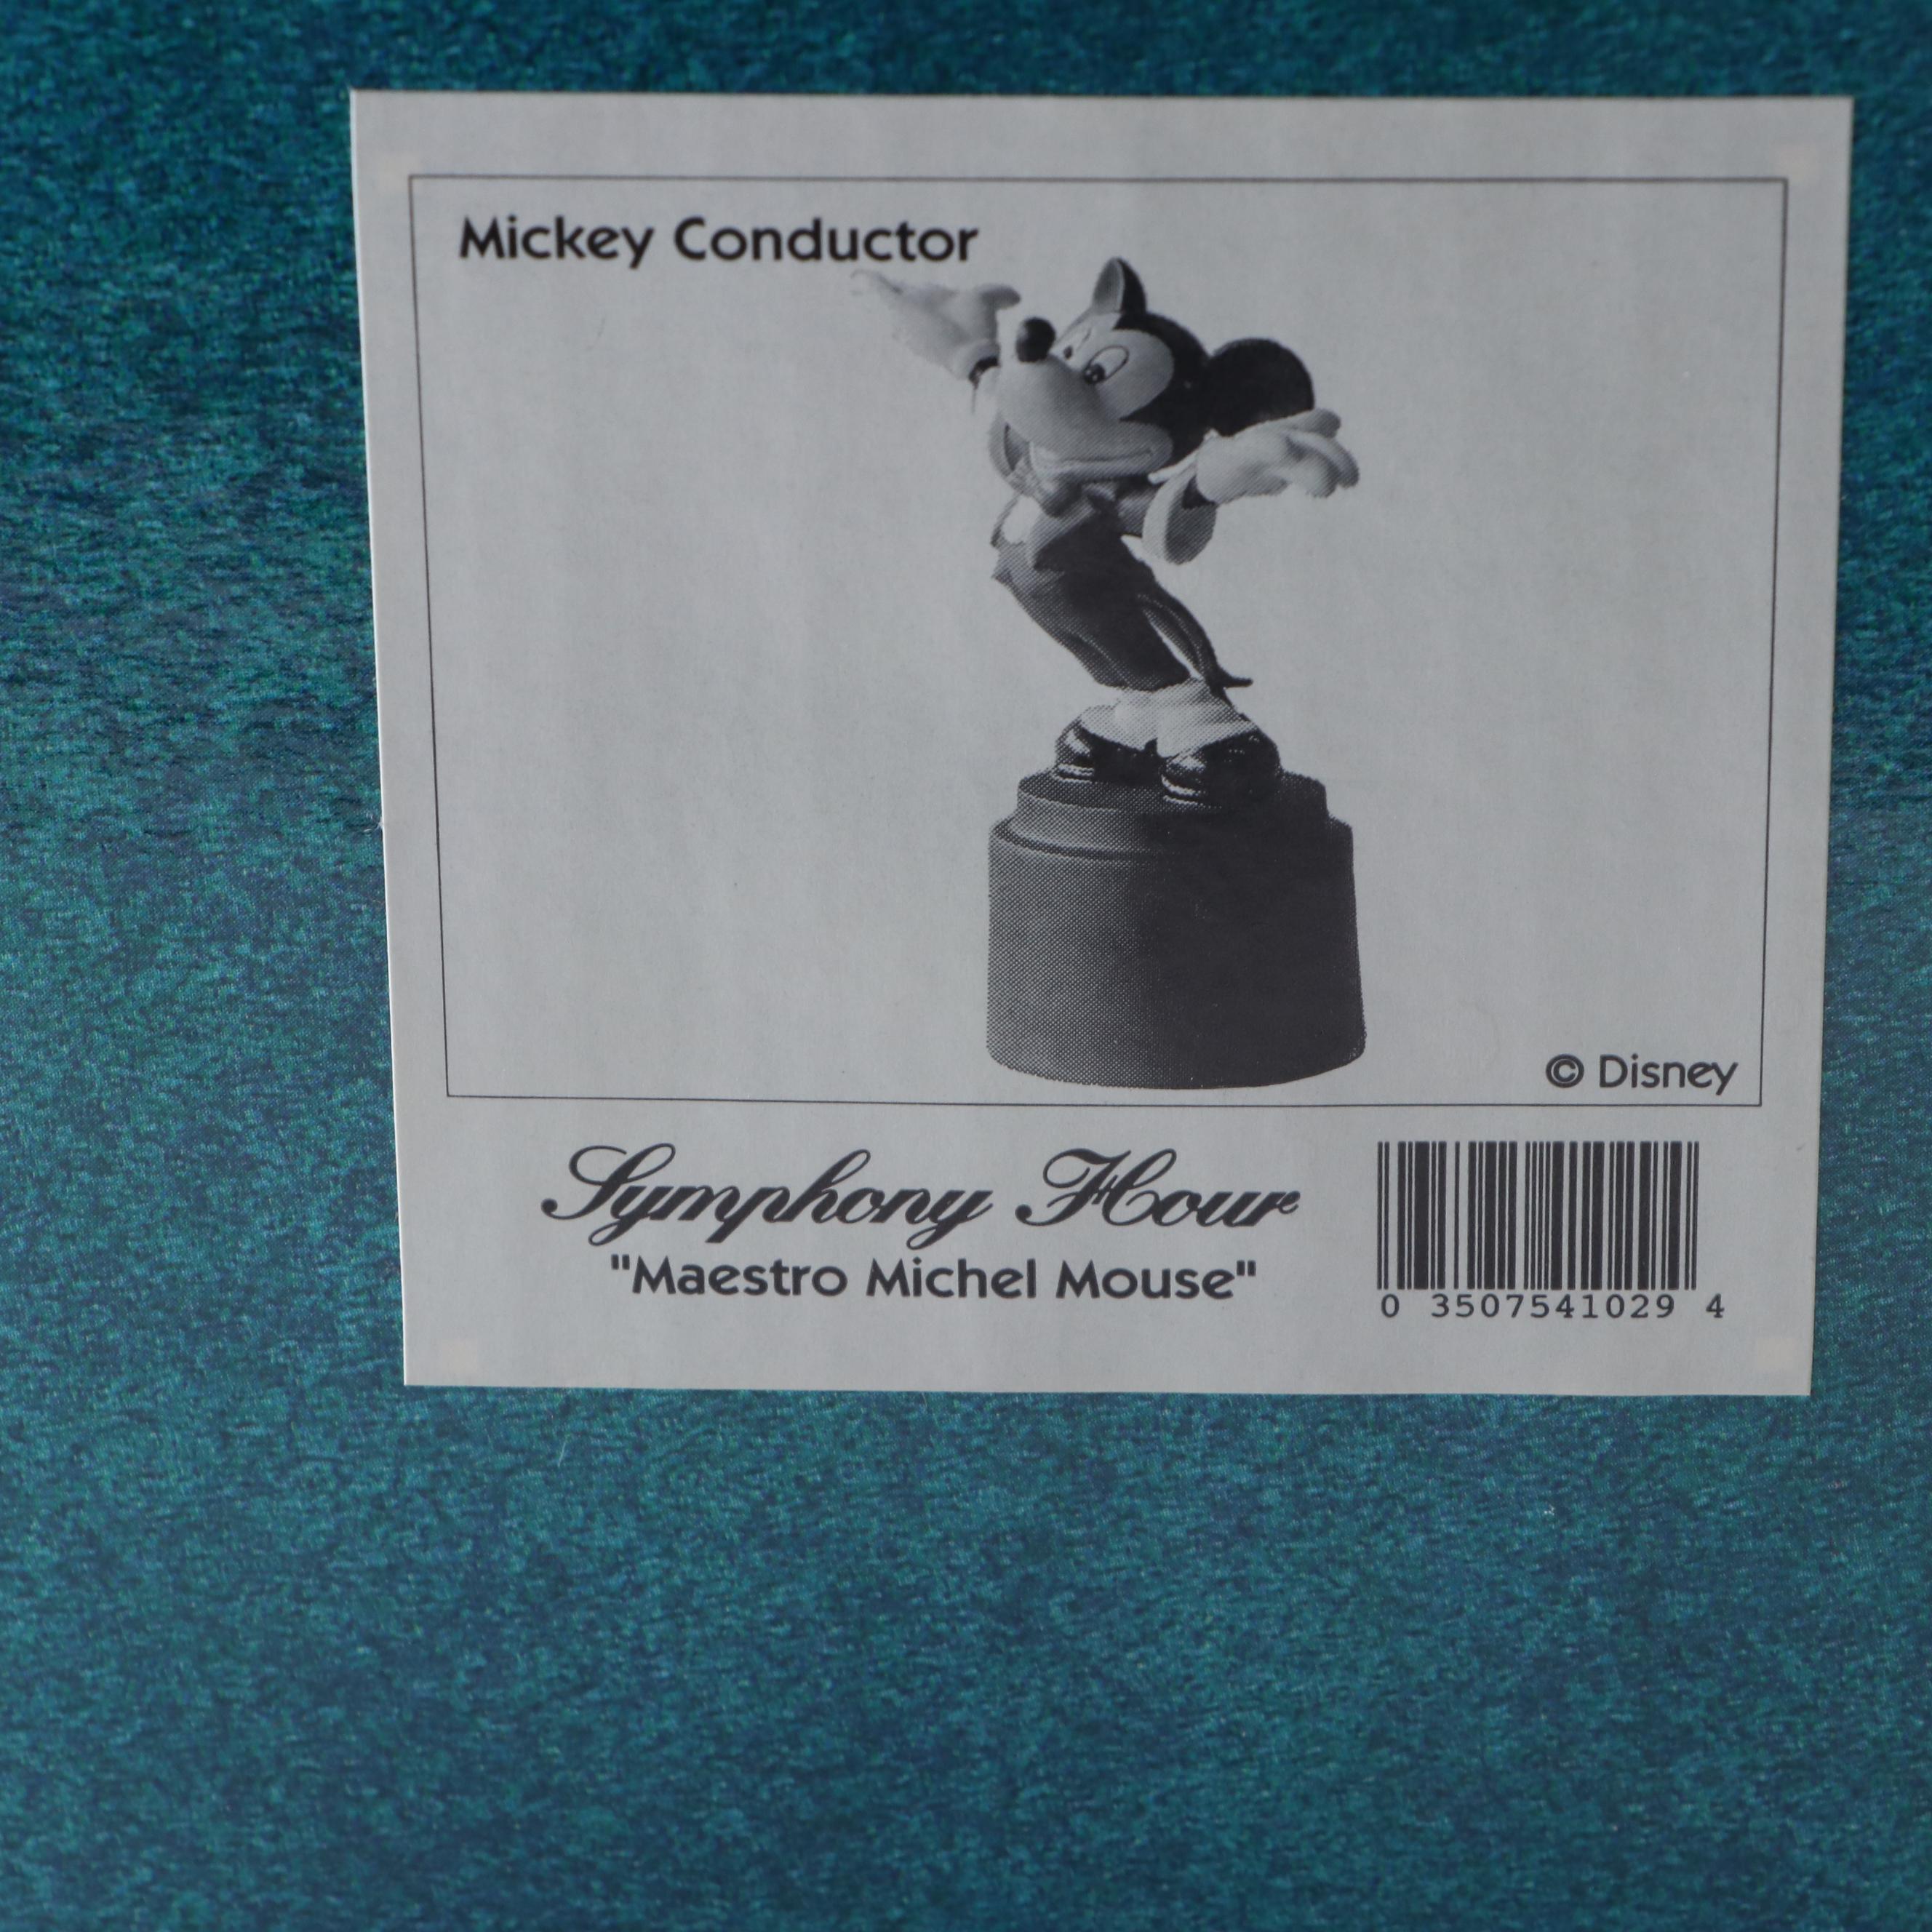 Mickey Conductor
© Disney
Symphony Hour
"Maestro Michel Mouse"
0 3507541029 4